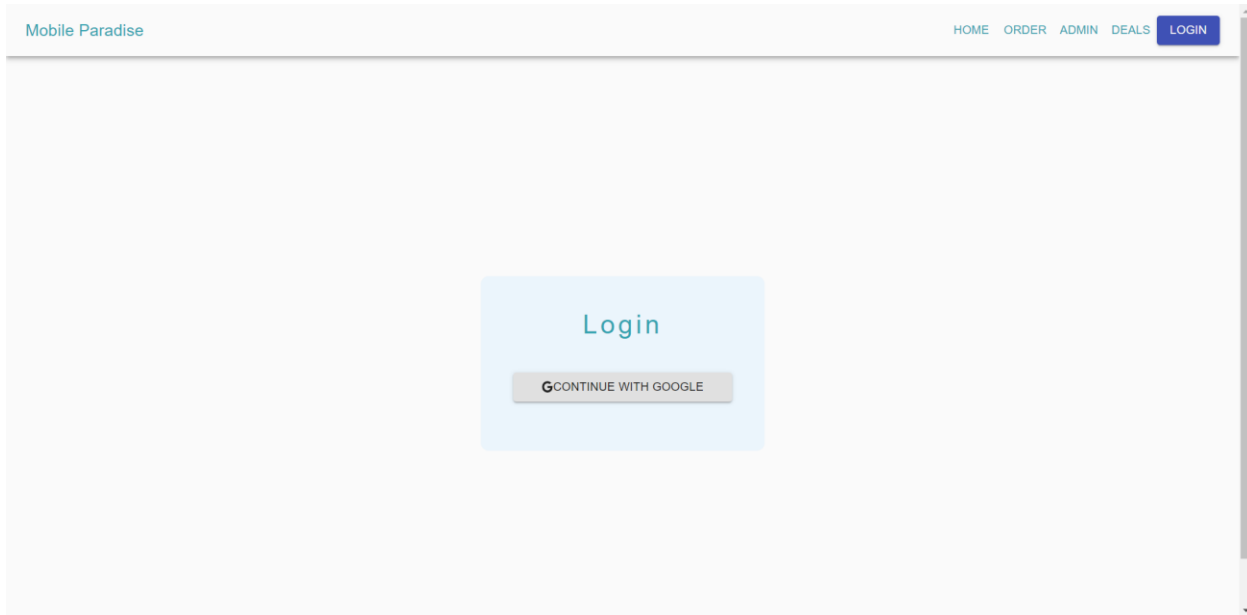 Mobile Paradise HOME ORDER ADMIN DEALS LOGIN
Login
GCONTINUE WITH GOOGLE